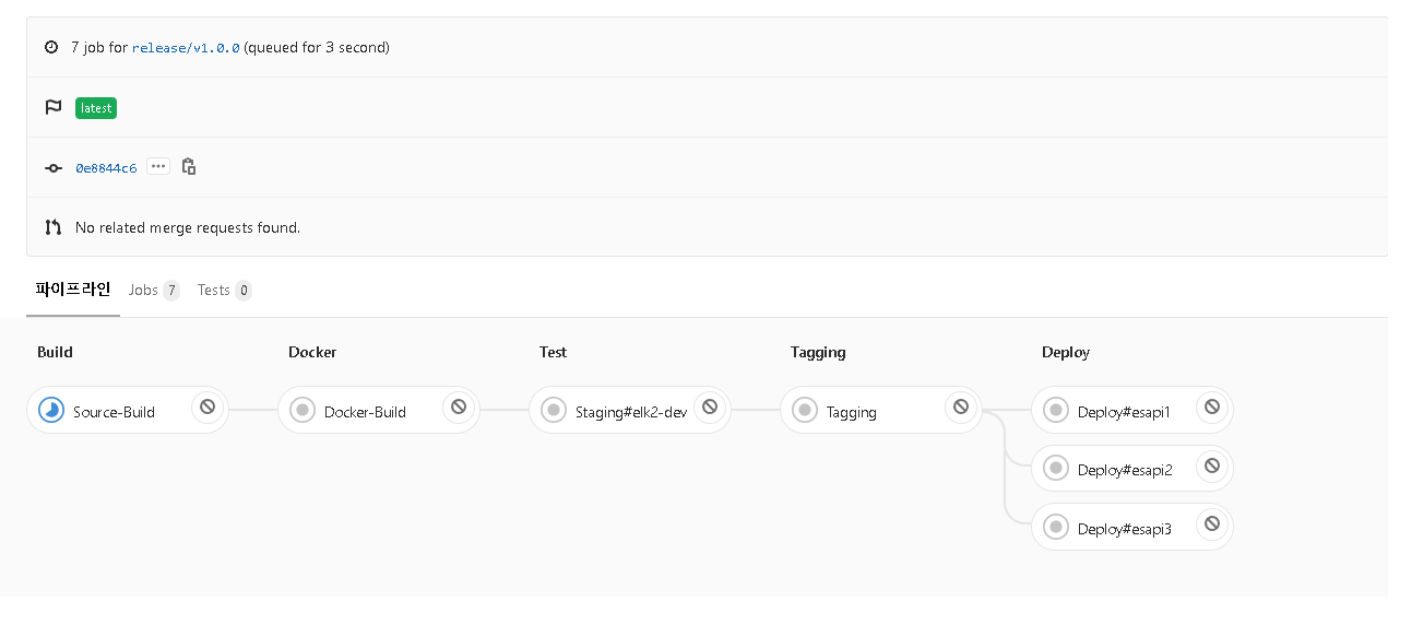 7 job for release/v1.0.0 (queued for 3 second)
latest
0e8844c6 ...
No related merge requests found.
파이프라인 Jobs 7 Tests 0
Build Docker Test Tagging Deploy
Source-Build Docker-Build Staging#elk2-dev Tagging Deploy#esapi1
Deploy#esapi2
Deploy#esapi3